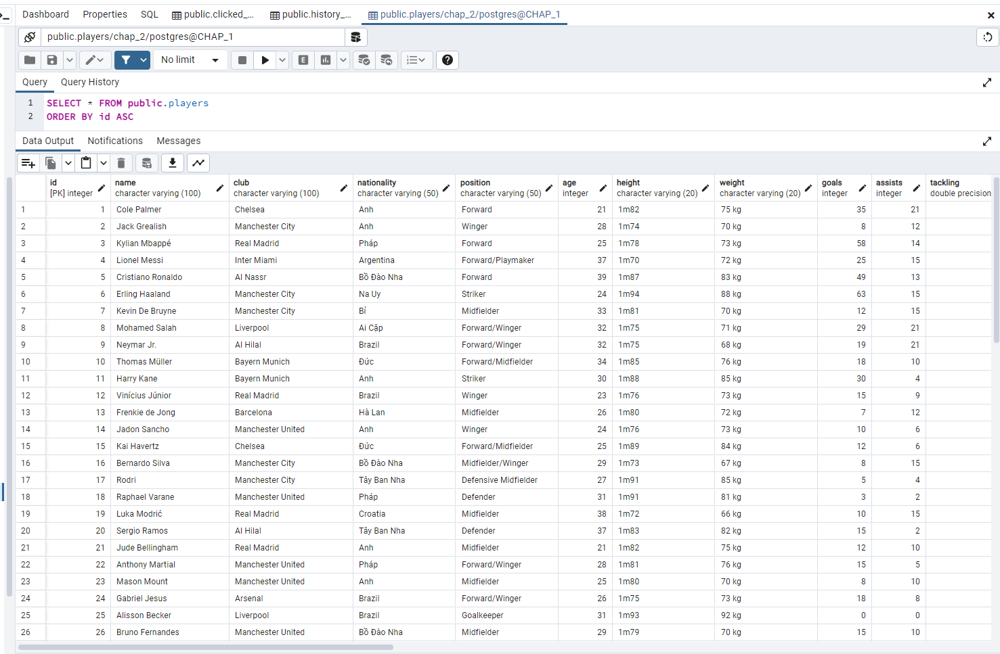 Dashboard Properties SQL public.clicked_... public.history_... public.players/chap_2/postgres@CHAP_1
public.players/chap_2/postgres@CHAP_1
No limit
Query Query History
1 SELECT * FROM public.players
2 ORDER BY id ASC
Data Output Notifications Messages
id name club nationality position age height weight goals assists tackling
[PK] integer character varying (100) character varying (100) character varying (50) character varying (50) integer character varying (20) character varying (20) integer integer double precision
1 1 Cole Palmer Chelsea Anh Forward 21 1m82 75 kg 35 21
2 2 Jack Grealish Manchester City Anh Winger 28 1m74 70 kg 8 12
3 3 Kylian Mbappé Real Madrid Pháp Forward 25 1m78 73 kg 58 14
4 4 Lionel Messi Inter Miami Argentina Forward/Playmaker 37 1m70 72 kg 25 15
5 5 Cristiano Ronaldo Al Nassr Bồ Đào Nha Forward 39 1m87 83 kg 49 13
6 6 Erling Haaland Manchester City Na Uy Striker 24 1m94 88 kg 63 15
7 7 Kevin De Bruyne Manchester City Bỉ Midfielder 33 1m81 70 kg 12 15
8 8 Mohamed Salah Liverpool Ai Cập Forward/Winger 32 1m75 71 kg 29 21
9 9 Neymar Jr. Al Hilal Brazil Forward/Winger 32 1m75 68 kg 19 21
10 10 Thomas Müller Bayern Munich Đức Forward/Midfielder 34 1m85 76 kg 18 10
11 11 Harry Kane Bayern Munich Anh Striker 30 1m88 85 kg 30 4
12 12 Vinícius Júnior Real Madrid Brazil Winger 23 1m76 73 kg 15 9
13 13 Frenkie de Jong Barcelona Hà Lan Midfielder 26 1m80 72 kg 7 12
14 14 Jadon Sancho Manchester United Anh Winger 24 1m76 73 kg 10 6
15 15 Kai Havertz Chelsea Đức Forward/Midfielder 25 1m89 84 kg 12 6
16 16 Bernardo Silva Manchester City Bồ Đào Nha Midfielder/Winger 29 1m73 67 kg 8 15
17 17 Rodri Manchester City Tây Ban Nha Defensive Midfielder 27 1m91 85 kg 5 4
18 18 Raphael Varane Manchester United Pháp Defender 31 1m91 81 kg 3 2
19 19 Luka Modrić Real Madrid Croatia Midfielder 38 1m72 66 kg 10 15
20 20 Sergio Ramos Al Hilal Tây Ban Nha Defender 37 1m83 82 kg 15 2
21 21 Jude Bellingham Real Madrid Anh Midfielder 21 1m82 75 kg 12 10
22 22 Anthony Martial Manchester United Pháp Forward/Winger 28 1m81 76 kg 15 5
23 23 Mason Mount Manchester United Anh Midfielder 25 1m80 70 kg 8 10
24 24 Gabriel Jesus Arsenal Brazil Forward/Winger 26 1m75 73 kg 18 8
25 25 Alisson Becker Liverpool Brazil Goalkeeper 31 1m93 92 kg 0 0
26 26 Bruno Fernandes Manchester United Bồ Đào Nha Midfielder 29 1m79 70 kg 15 10